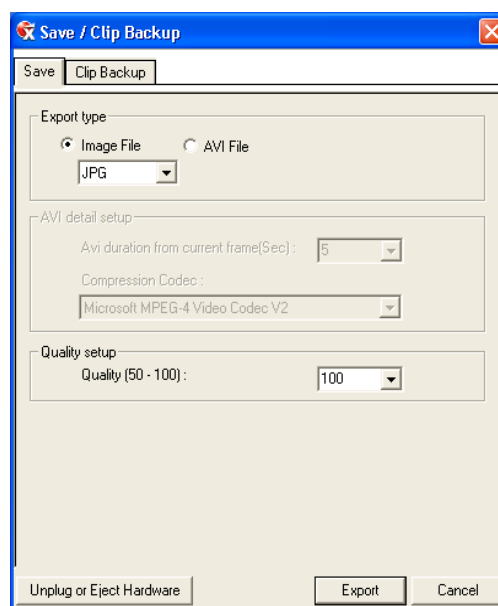 Save / Clip Backup
Save Clip Backup
Export type
Image File AVI File
JPG
AVI detail setup
Avi duration from current frame(Sec) : 5
Compression Codec :
Microsoft MPEG-4 Video Codec V2
Quality setup
Quality (50 - 100) : 100
Unplug or Eject Hardware Export Cancel